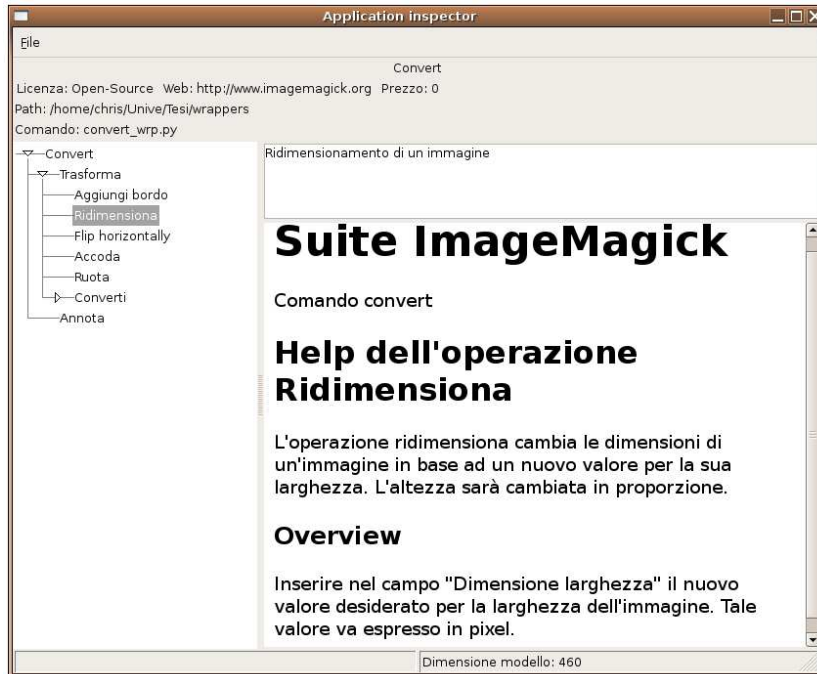 Application inspector
File
Convert
Licenza: Open-Source Web: http://www.imagemagick.org Prezzo: 0
Path: /home/chris/Unive/Tesi/wrappers
Comando: convert_wrp.py
Convert
Trasforma
Aggiungi bordo
Ridimensiona
Flip horizontally
Accoda
Ruota
Converti
Annota
Ridimensionamento di un immagine
Suite ImageMagick
Comando convert
Help dell'operazione
Ridimensiona
L'operazione ridimensiona cambia le dimensioni di
un'immagine in base ad un nuovo valore per la sua
larghezza. L'altezza sarà cambiata in proporzione.
Overview
Inserire nel campo "Dimensione larghezza" il nuovo
valore desiderato per la larghezza dell'immagine. Tale
valore va espresso in pixel.
Dimensione modello: 460